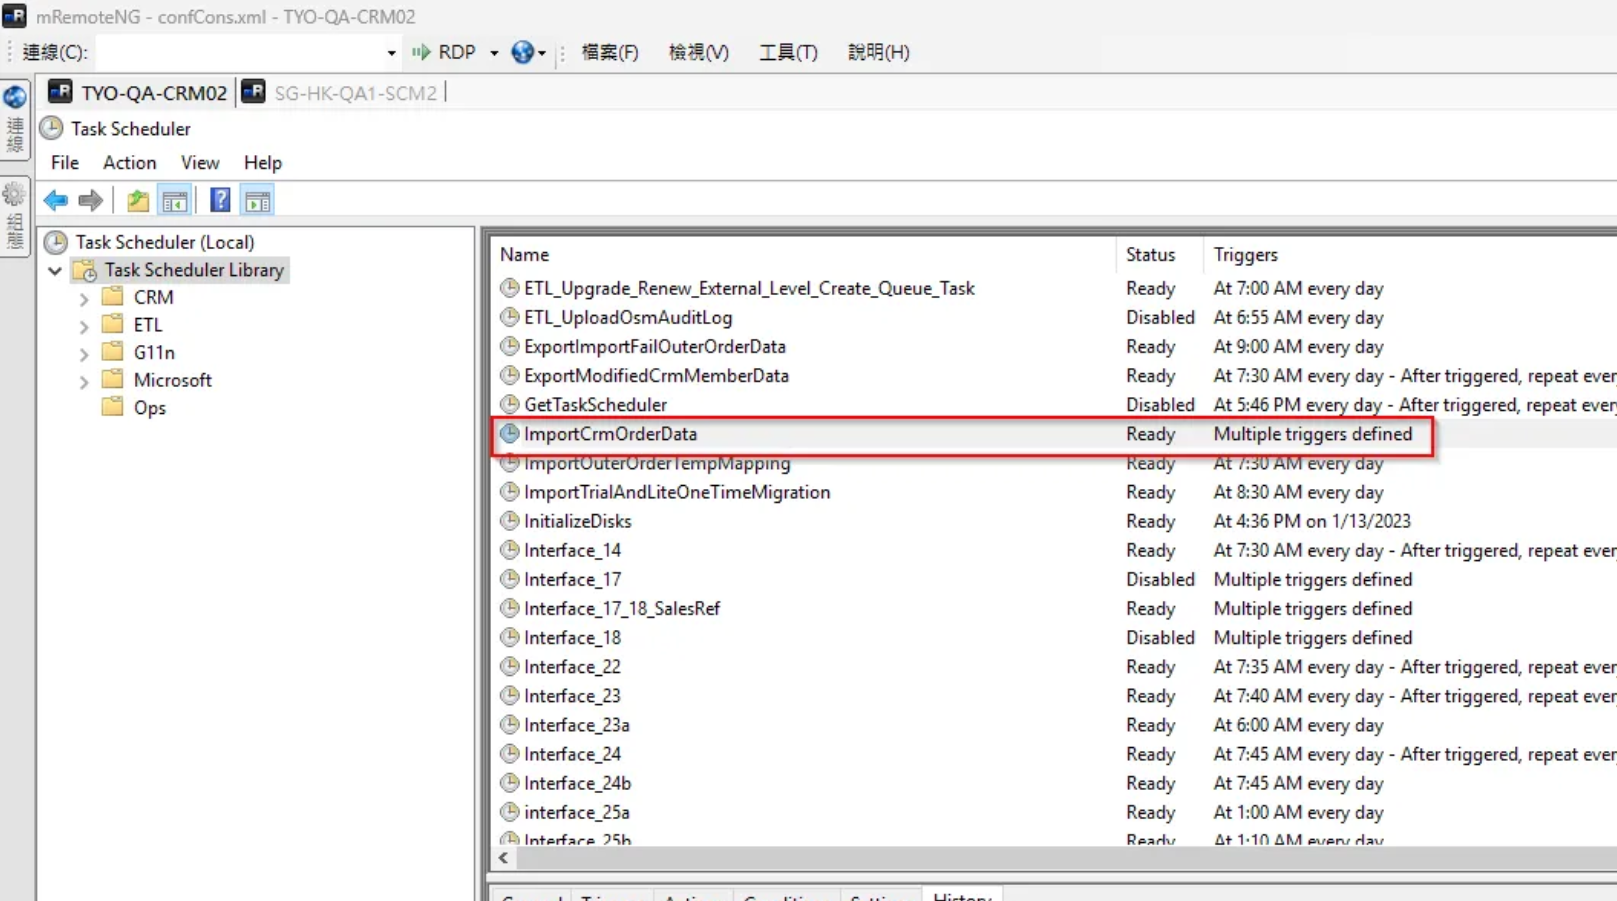 mRemoteNG - confCons.xml - TYO-QA-CRM02
連線(C): RDP 檔案(F) 檢視(V) 工具(T) 說明(H)
TYO-QA-CRM02 SG-HK-QA1-SCM2
連線
組態
Task Scheduler
File Action View Help
Task Scheduler (Local)
Task Scheduler Library
CRM
ETL
G11n
Microsoft
Ops
Name Status Triggers
ETL_Upgrade_Renew_External_Level_Create_Queue_Task Ready At 7:00 AM every day
ETL_UploadOsmAuditLog Disabled At 6:55 AM every day
ExportImportFailOuterOrderData Ready At 9:00 AM every day
ExportModifiedCrmMemberData Ready At 7:30 AM every day - After triggered, repeat every
GetTaskScheduler Disabled At 5:46 PM every day - After triggered, repeat every
ImportCrmOrderData Ready Multiple triggers defined
ImportOuterOrderTempMapping Ready At 7:30 AM every day
ImportTrialAndLiteOneTimeMigration Ready At 8:30 AM every day
InitializeDisks Ready At 4:36 PM on 1/13/2023
Interface_14 Ready At 7:30 AM every day - After triggered, repeat every
Interface_17 Disabled Multiple triggers defined
Interface_17_18_SalesRef Ready Multiple triggers defined
Interface_18 Disabled Multiple triggers defined
Interface_22 Ready At 7:35 AM every day - After triggered, repeat every
Interface_23 Ready At 7:40 AM every day - After triggered, repeat every
Interface_23a Ready At 6:00 AM every day
Interface_24 Ready At 7:45 AM every day - After triggered, repeat every
Interface_24b Ready At 7:45 AM every day
interface_25a Ready At 1:00 AM every day
Interface_25b Ready At 1:10 AM every day
History